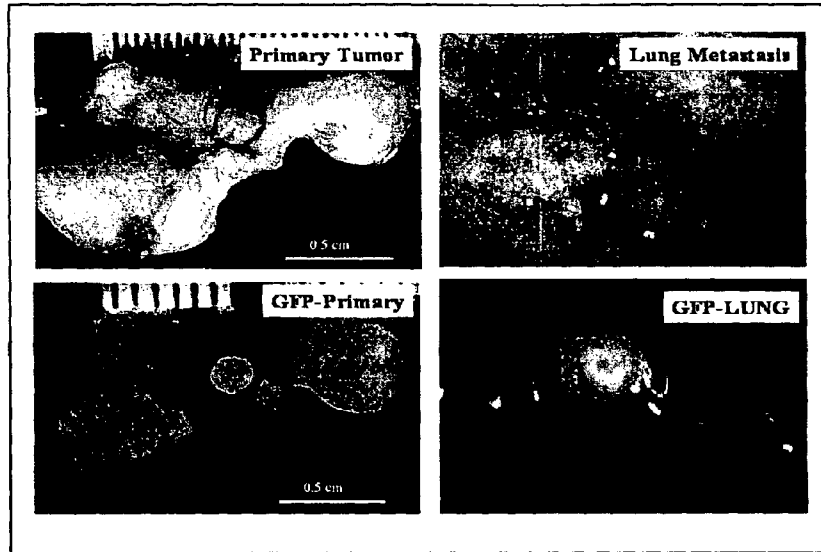 Primary Tumor
Lung Metastasis
0.5 cm
GFP-Primary
GFP-LUNG
0.5 cm